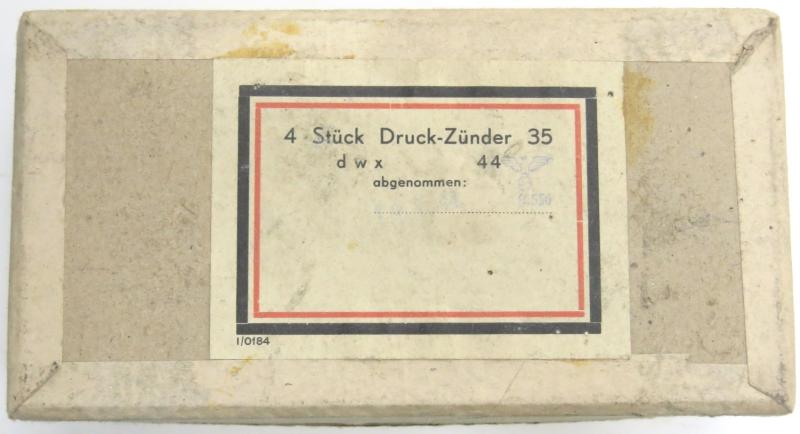 4 Stück Druck-Zünder 35
d w x 44
abgenommen:
I/0184